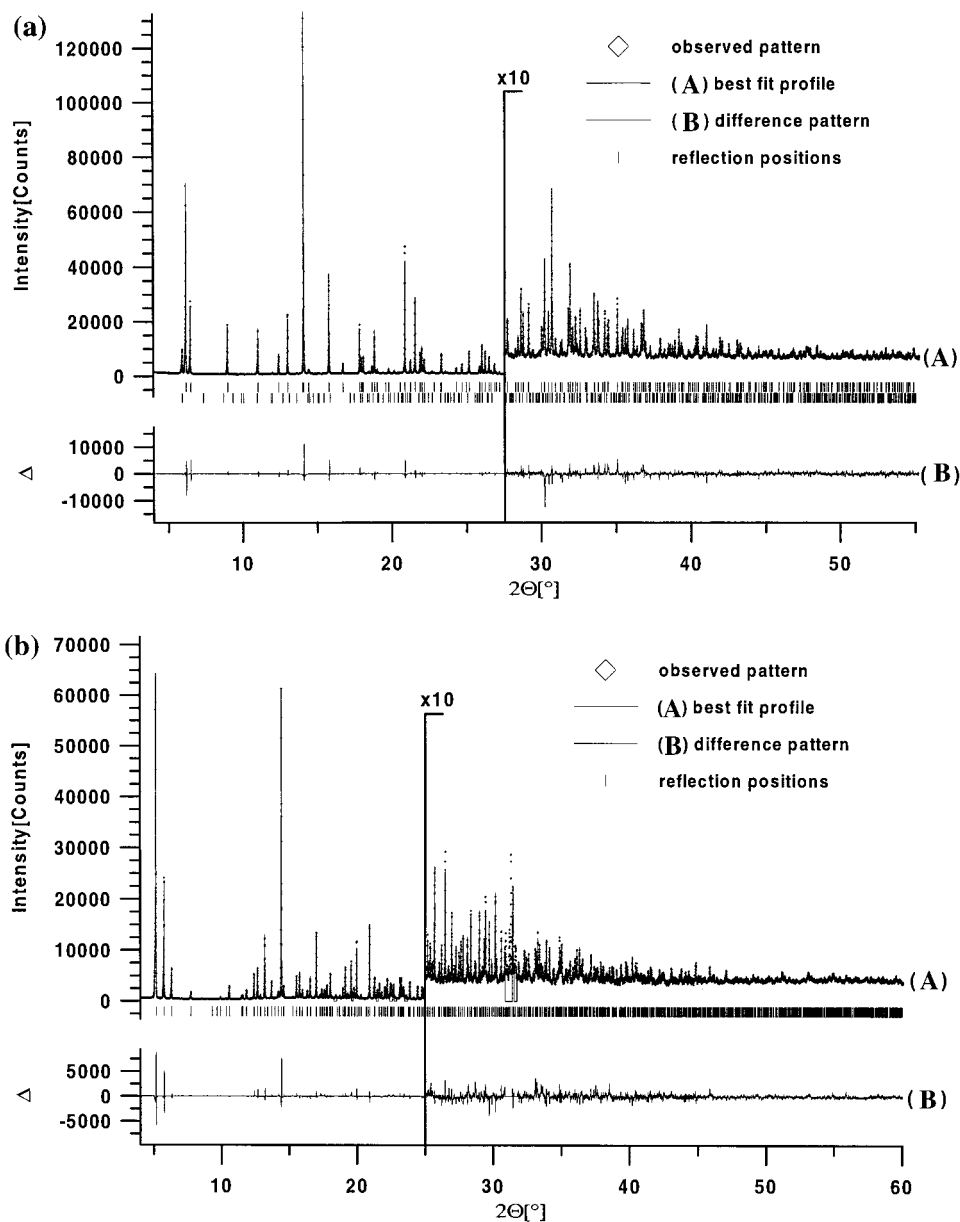 (a)
120000
100000
80000
60000
40000
20000
0
Intensity[Counts]
x10
observed pattern
(A) best fit profile
(B) difference pattern
reflection positions
(A)
10000
0
-10000
Δ
(B)
10 20 30 40 50
2Θ[°]
(b)
70000
60000
50000
40000
30000
20000
10000
0
Intensity[Counts]
x10
observed pattern
(A) best fit profile
(B) difference pattern
reflection positions
(A)
5000
0
-5000
Δ
(B)
10 20 30 40 50 60
2Θ[°]